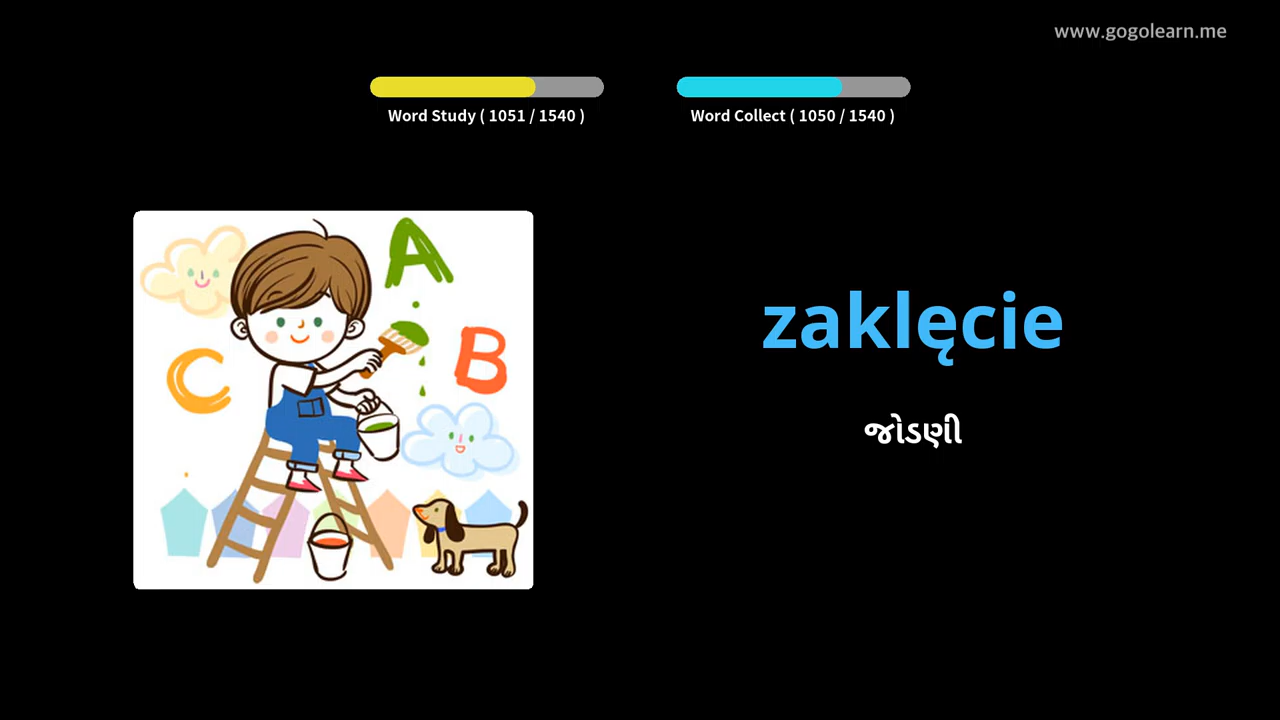 www.gogolearn.me
Word Study ( 1051 / 1540 )
Word Collect ( 1050 / 1540 )
A
B
C
zaklęcie
જોડણી